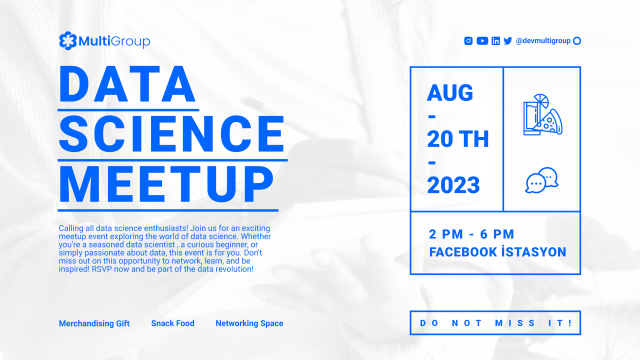 MultiGroup
@devmultigroup
DATA
SCIENCE
MEETUP
Calling all data science enthusiasts! Join us for an exciting
meetup event exploring the world of data science. Whether
you're a seasoned data scientist , a curious beginner, or
simply passionate about data, this event is for you. Don't
miss out on this opportunity to network, learn, and be
inspired! RSVP now and be part of the data revolution!
Merchandising Gift
Snack Food
Networking Space
AUG
-
20 TH
-
2023
2 PM - 6 PM
FACEBOOK İSTASYON
DO NOT MISS IT!